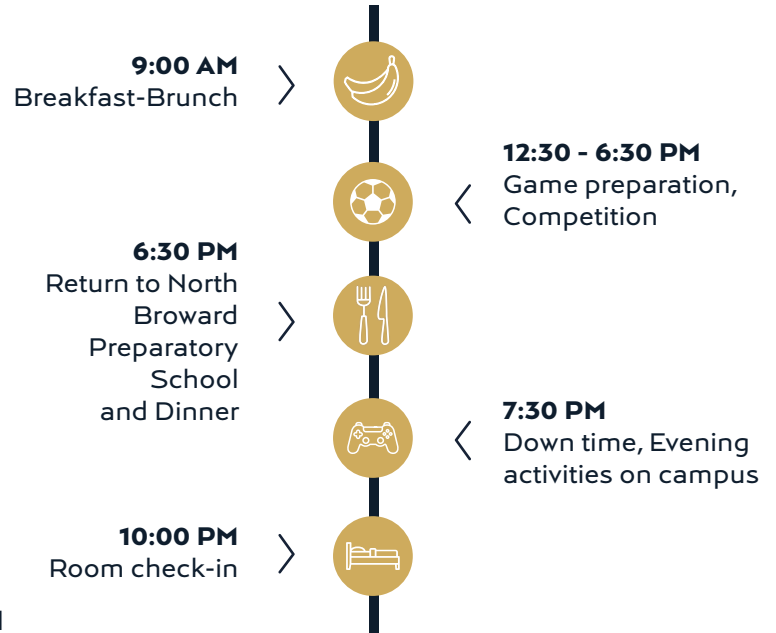 9:00 AM
Breakfast-Brunch
12:30 - 6:30 PM
Game preparation,
Competition
6:30 PM
Return to North
Broward
Preparatory
School
and Dinner
7:30 PM
Down time, Evening
activities on campus
10:00 PM
Room check-in